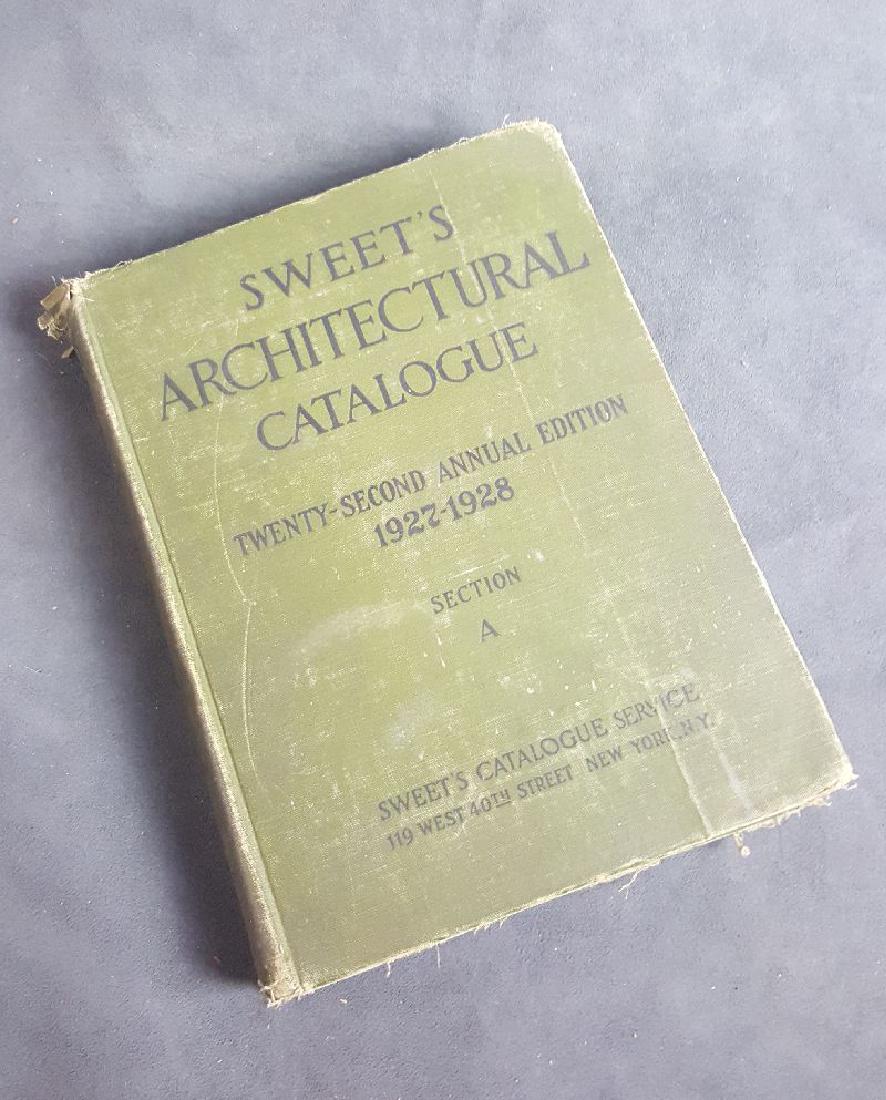 SWEET'S
ARCHITECTURAL
CATALOGUE
TWENTY-SECOND ANNUAL EDITION
1927-1928
SECTION
A
SWEET'S CATALOGUE SERVICE
119 WEST 40TH STREET NEW YORK, N.Y.